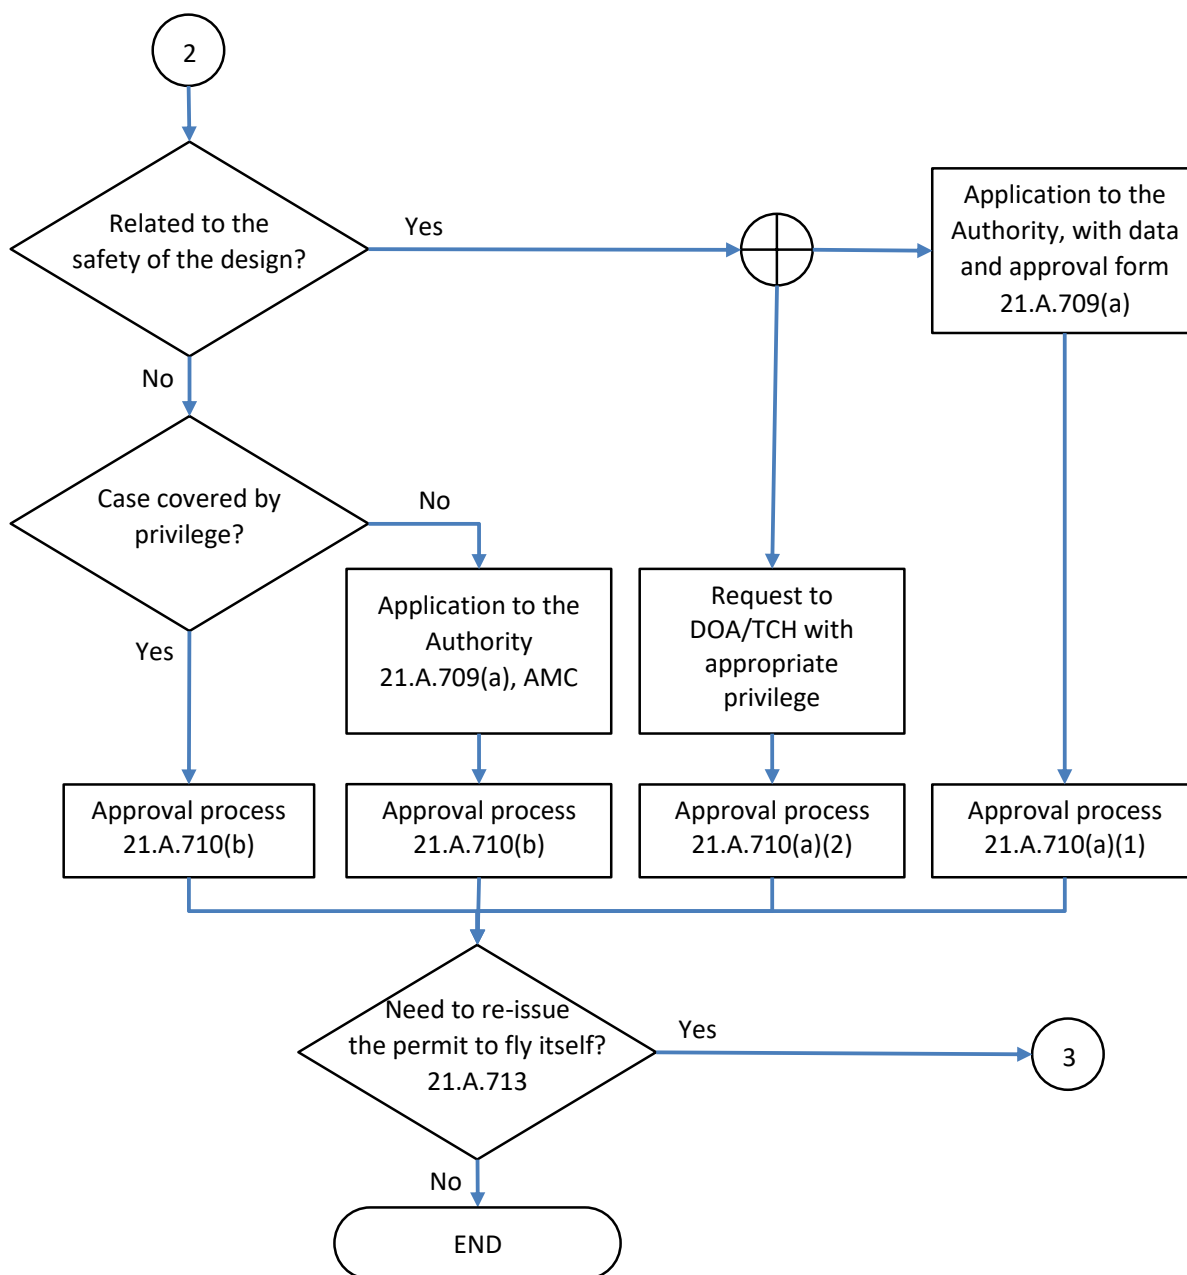 2
Related to the
safety of the design?
Yes
Application to the
Authority, with data
and approval form
21.A.709(a)
No
Case covered by
privilege?
No
Yes
Application to the
Authority
21.A.709(a), AMC
Request to
DOA/TCH with
appropriate
privilege
Approval process
21.A.710(b)
Approval process
21.A.710(b)
Approval process
21.A.710(a)(2)
Approval process
21.A.710(a)(1)
Need to re-issue
the permit to fly itself?
21.A.713
Yes
3
No
END